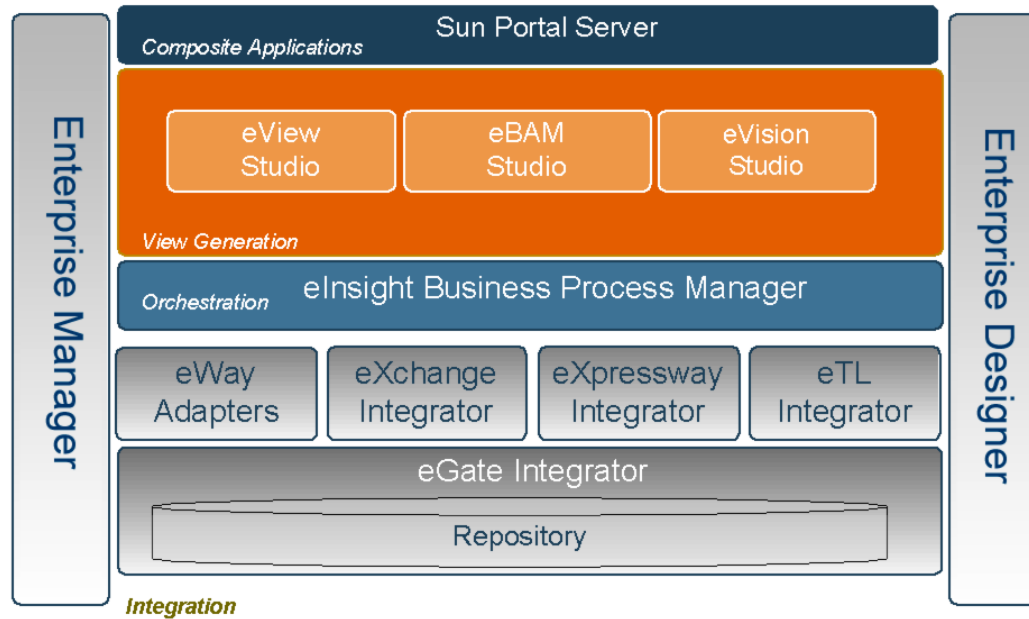 Enterprise Manager
Sun Portal Server
Composite Applications
eView
Studio
eBAM
Studio
eVision
Studio
View Generation
eInsight Business Process Manager
Orchestration
eWay
Adapters
eXchange
Integrator
eXpressway
Integrator
eTL
Integrator
eGate Integrator
Repository
Integration
Enterprise Designer